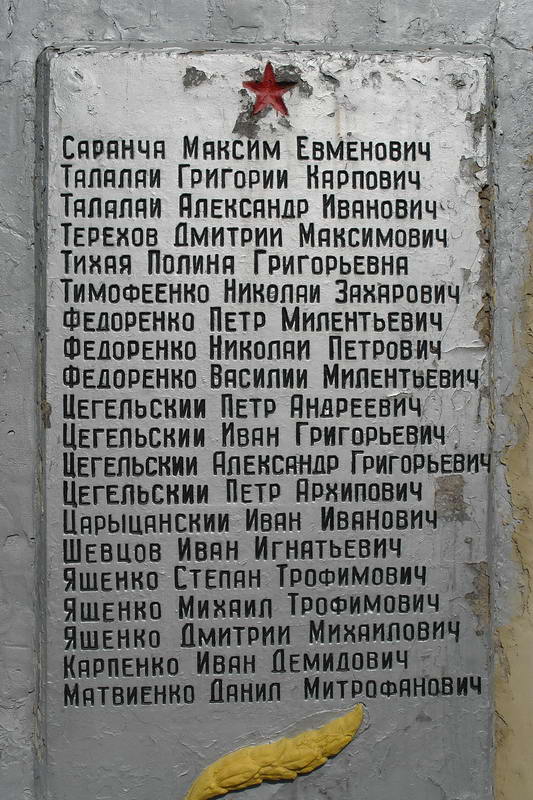 Саранча Максим Евменович
Талалаи Григории Карпович
Талалаи Александр Иванович
Терехов Дмитрии Максимович
Тихая Полина Григорьевна
Тимофеенко Николаи Захарович
Федоренко Петр Милентьевич
Федоренко Николаи Петрович
Федоренко Василии Милентьевич
Цегельскии Петр Андреевич
Цегельскии Иван Григорьевич
Цегельскии Александр Григорьевич
Цегельскии Петр Архипович
Царыцанскии Иван Иванович
Шевцов Иван Игнатьевич
Ященко Степан Трофимович
Ященко Михаил Трофимович
Ященко Дмитрии Михаилович
Карпенко Иван Демидович
Матвиенко Данил Митрофанович